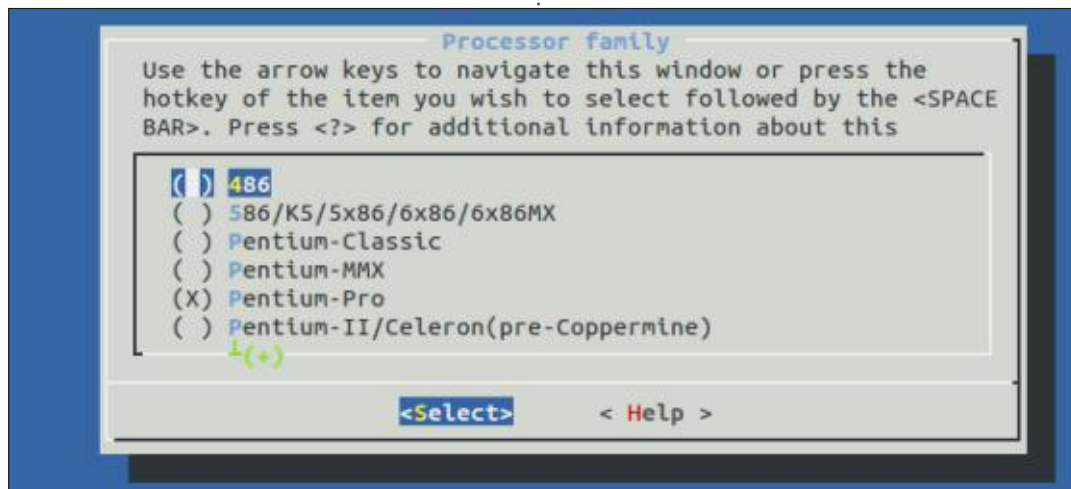 Processor family
Use the arrow keys to navigate this window or press the
hotkey of the item you wish to select followed by the <SPACE
BAR>. Press <?> for additional information about this
( ) 486
( ) 586/K5/5x86/6x86/6x86MX
( ) Pentium-Classic
( ) Pentium-MMX
(X) Pentium-Pro
( ) Pentium-II/Celeron(pre-Coppermine)
┴(+)
<Select> < Help >